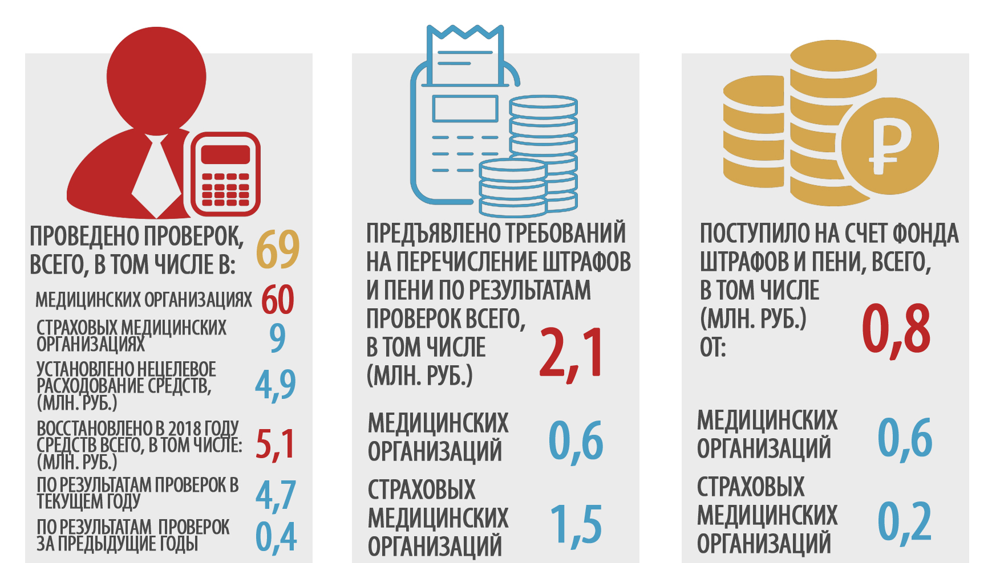 ПРОВЕДЕНО ПРОВЕРОК,
ВСЕГО, В ТОМ ЧИСЛЕ В:
69
МЕДИЦИНСКИХ ОРГАНИЗАЦИЯХ 60
СТРАХОВЫХ МЕДИЦИНСКИХ
ОРГАНИЗАЦИЯХ
9
УСТАНОВЛЕНО НЕЦЕЛЕВОЕ
РАСХОДОВАНИЕ СРЕДСТВ,
(МЛН. РУБ.)
4,9
ВОССТАНОВЛЕНО В 2018 ГОДУ
СРЕДСТВ ВСЕГО, В ТОМ ЧИСЛЕ:
(МЛН. РУБ.)
5,1
ПО РЕЗУЛЬТАТАМ ПРОВЕРОК В
ТЕКУЩЕМ ГОДУ
4,7
ПО РЕЗУЛЬТАТАМ ПРОВЕРОК
ЗА ПРЕДЫДУЩИЕ ГОДЫ
0,4
ПРЕДЪЯВЛЕНО ТРЕБОВАНИЙ
НА ПЕРЕЧИСЛЕНИЕ ШТРАФОВ
И ПЕНИ ПО РЕЗУЛЬТАТАМ
ПРОВЕРОК ВСЕГО,
В ТОМ ЧИСЛЕ
(МЛН. РУБ.)
2,1
МЕДИЦИНСКИХ
ОРГАНИЗАЦИЙ
0,6
СТРАХОВЫХ
МЕДИЦИНСКИХ
ОРГАНИЗАЦИЙ
1,5
₽
ПОСТУПИЛО НА СЧЕТ ФОНДА
ШТРАФОВ И ПЕНИ, ВСЕГО,
В ТОМ ЧИСЛЕ
(МЛН. РУБ.)
ОТ:
0,8
МЕДИЦИНСКИХ
ОРГАНИЗАЦИЙ
0,6
СТРАХОВЫХ
МЕДИЦИНСКИХ
ОРГАНИЗАЦИЙ
0,2